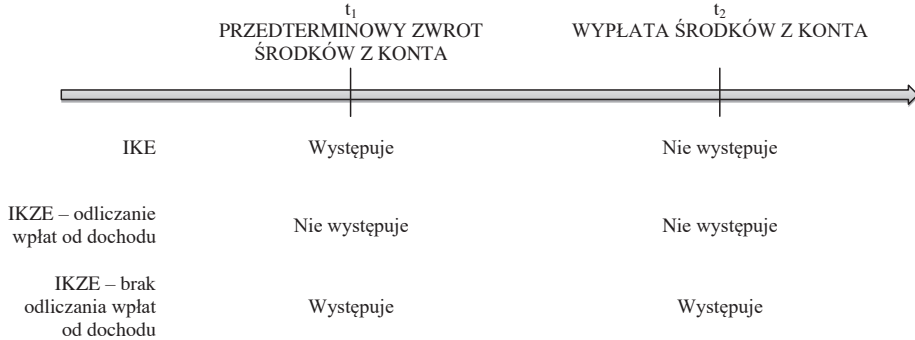 t1
PRZEDTERMINOWY ZWROT
ŚRODKÓW Z KONTA
t2
WYPŁATA ŚRODKÓW Z KONTA
IKE
Występuje
Nie występuje
IKZE – odliczanie
wpłat od dochodu
Nie występuje
Nie występuje
IKZE – brak
odliczania wpłat
od dochodu
Występuje
Występuje